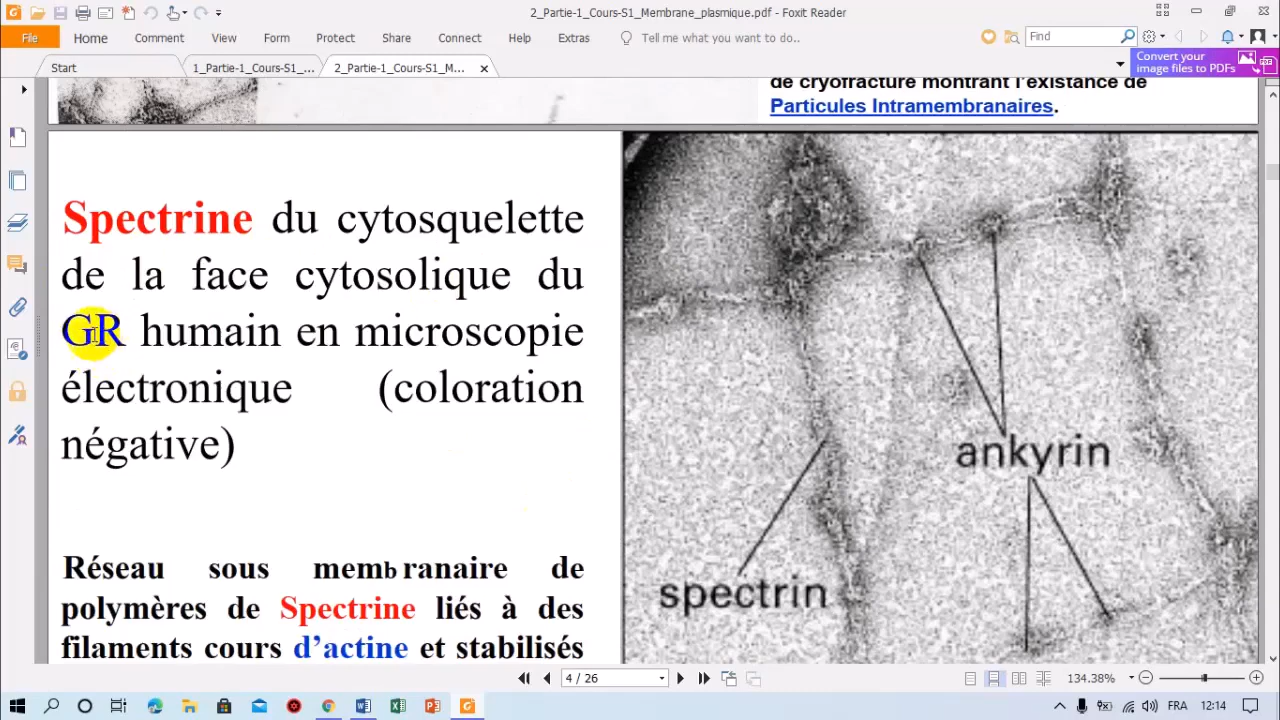 2_Partie-1_Cours-S1_Membrane_plasmique.pdf - Foxit Reader
File Home Comment View Form Protect Share Connect Help Extras Tell me what you want to do.. Find
Convert your
image files to PDFs
Start 1_Partie-1_Cours-S1_... 2_Partie-1_Cours-S1_M...
de cryofracture montrant l'existance de
Particules Intramembranaires.
Spectrine du cytosquelette
de la face cytosolique du
GR humain en microscopie
électronique (coloration
négative)
ankyrin
spectrin
Réseau sous membranaire de
polymères de Spectrine liés à des
filaments cours d'actine et stabilisés
4 / 26
134.38%
FRA 12:14